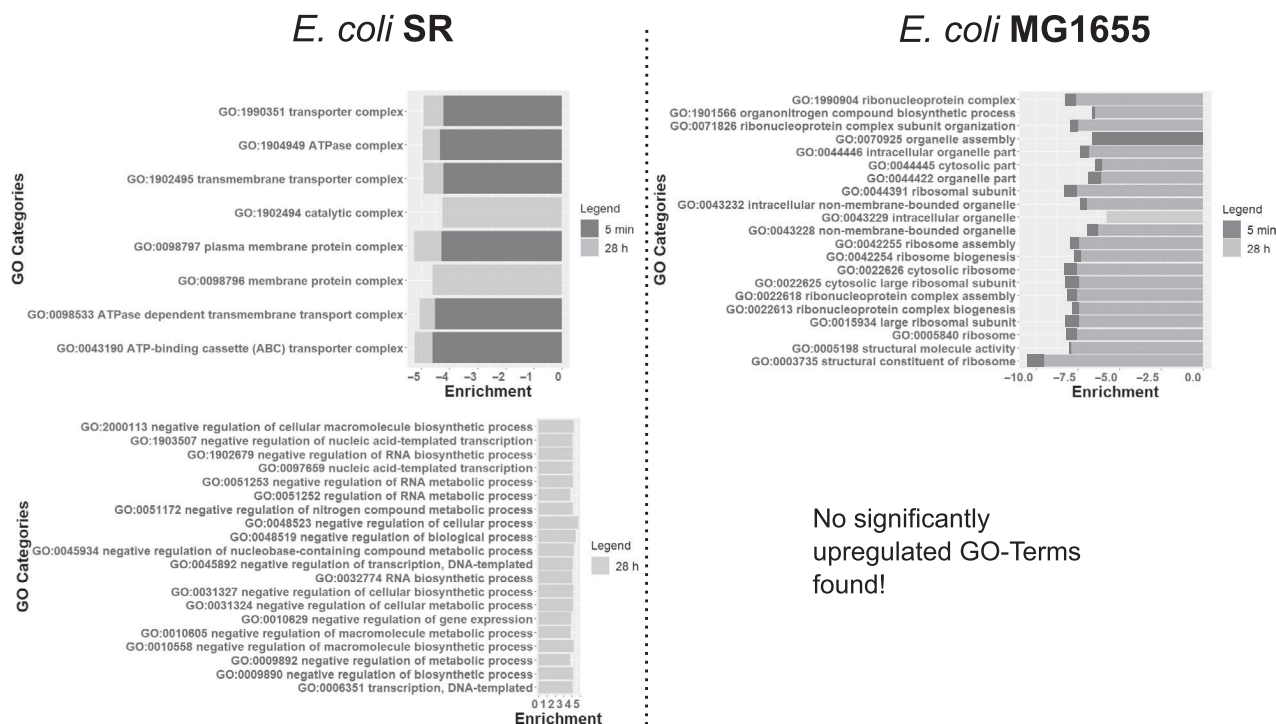 E. coli SR
GO Categories
GO:1990351 transporter complex
GO:1904949 ATPase complex
GO:1902495 transmembrane transporter complex
GO:1902494 catalytic complex
GO:0098797 plasma membrane protein complex
GO:0098796 membrane protein complex
GO:0098533 ATPase dependent transmembrane transport complex
GO:0043190 ATP-binding cassette (ABC) transporter complex
−5 −4 −3 −2 −1 0
Enrichment
Legend
5 min
28 h
GO Categories
GO:2000113 negative regulation of cellular macromolecule biosynthetic process
GO:1903507 negative regulation of nucleic acid-templated transcription
GO:1902679 negative regulation of RNA biosynthetic process
GO:0097659 nucleic acid-templated transcription
GO:0051253 negative regulation of RNA metabolic process
GO:0051252 regulation of RNA metabolic process
GO:0051172 negative regulation of nitrogen compound metabolic process
GO:0048523 negative regulation of cellular process
GO:0048519 negative regulation of biological process
GO:0045934 negative regulation of nucleobase-containing compound metabolic process
GO:0045892 negative regulation of transcription, DNA-templated
GO:0032774 RNA biosynthetic process
GO:0031327 negative regulation of cellular biosynthetic process
GO:0031324 negative regulation of cellular metabolic process
GO:0010629 negative regulation of gene expression
GO:0010605 negative regulation of macromolecule metabolic process
GO:0010558 negative regulation of macromolecule biosynthetic process
GO:0009892 negative regulation of metabolic process
GO:0009890 negative regulation of biosynthetic process
GO:0006351 transcription, DNA-templated
0 1 2 3 4 5
Enrichment
Legend
28 h
E. coli MG1655
GO Categories
GO:1990904 ribonucleoprotein complex
GO:1901566 organonitrogen compound biosynthetic process
GO:0071826 ribonucleoprotein complex subunit organization
GO:0070925 organelle assembly
GO:0044446 intracellular organelle part
GO:0044445 cytosolic part
GO:0044422 organelle part
GO:0044391 ribosomal subunit
GO:0043232 intracellular non-membrane-bounded organelle
GO:0043229 intracellular organelle
GO:0043228 non-membrane-bounded organelle
GO:0042255 ribosome assembly
GO:0042254 ribosome biogenesis
GO:0022626 cytosolic ribosome
GO:0022625 cytosolic large ribosomal subunit
GO:0022618 ribonucleoprotein complex assembly
GO:0022613 ribonucleoprotein complex biogenesis
GO:0015934 large ribosomal subunit
GO:0005840 ribosome
GO:0005198 structural molecule activity
GO:0003735 structural constituent of ribosome
−10.0 −7.5 −5.0 −2.5 0.0
Enrichment
Legend
5 min
28 h
No significantly
upregulated GO-Terms
found!